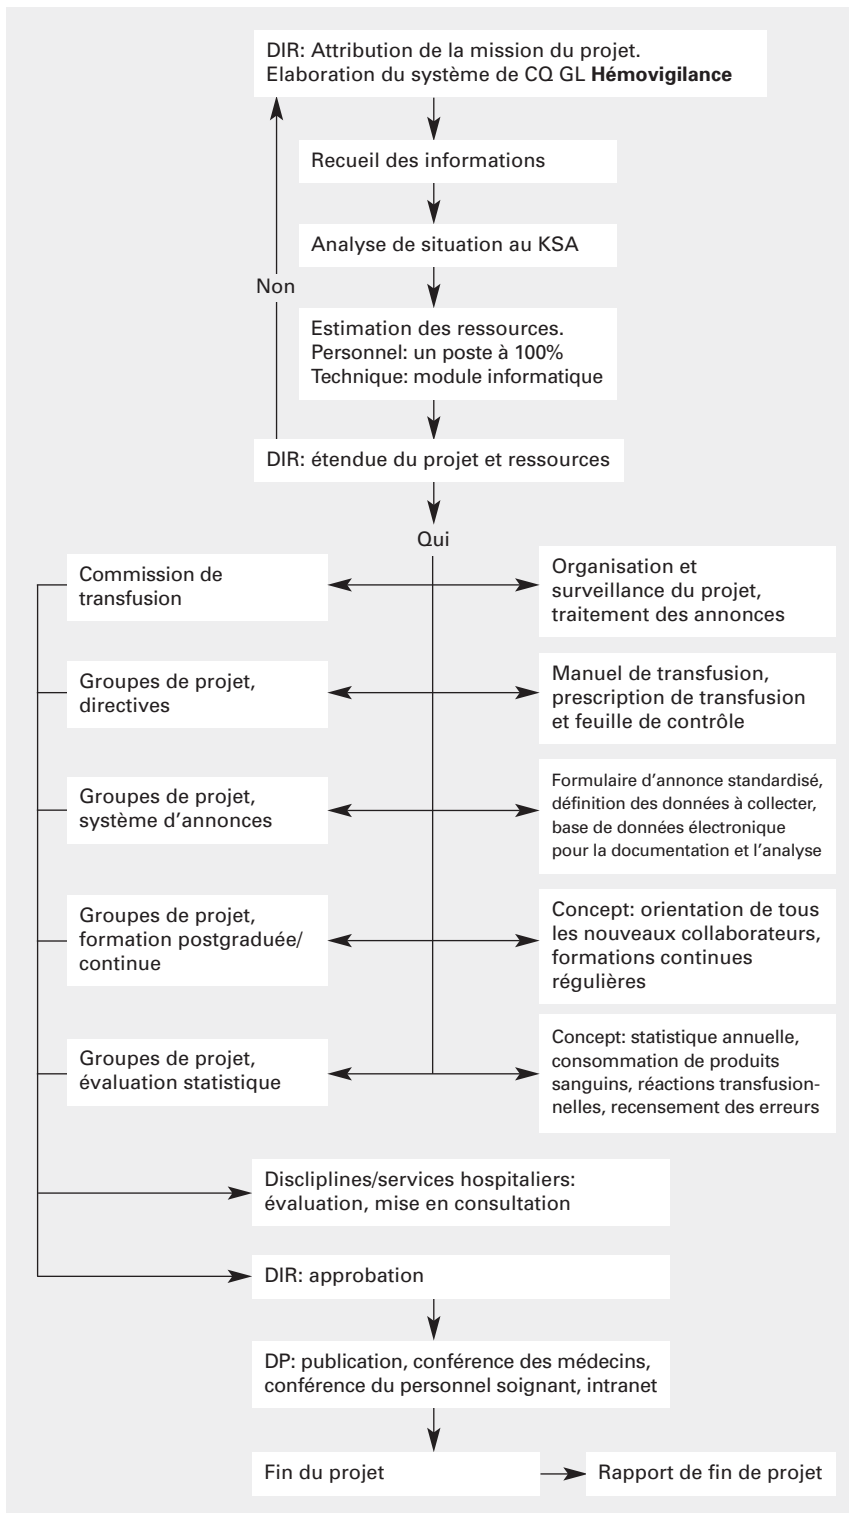 DIR: Attribution de la mission du projet.
Elaboration du système de CQ GL Hémovigilance
Recueil des informations
Analyse de situation au KSA
Non
Estimation des ressources.
Personnel: un poste à 100%
Technique: module informatique
DIR: étendue du projet et ressources
Qui
Commission de
transfusion
Organisation et
surveillance du projet,
traitement des annonces
Groupes de projet,
directives
Manuel de transfusion,
prescription de transfusion
et feuille de contrôle
Groupes de projet,
système d’annonces
Formulaire d’annonce standardisé,
définition des données à collecter,
base de données électronique
pour la documentation et l’analyse
Groupes de projet,
formation postgraduée/
continue
Concept: orientation de tous
les nouveaux collaborateurs,
formations continues
régulières
Groupes de projet,
évaluation statistique
Concept: statistique annuelle,
consommation de produits
sanguins, réactions transfusion-
nelles, recensement des erreurs
Disciplines/services hospitaliers:
évaluation, mise en consultation
DIR: approbation
DP: publication, conférence des médecins,
conférence du personnel soignant, intranet
Fin du projet
Rapport de fin de projet